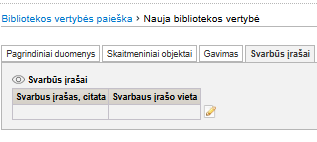 Bibliotekos vertybės paieška › Nauja bibliotekos vertybė
Pagrindiniai duomenys Skaitmeniniai objektai Gavimas Svarbūs įrašai
Svarbūs įrašai
Svarbus įrašas, citata Svarbaus įrašo vieta